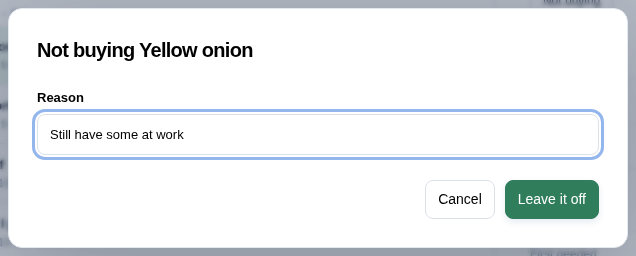 Not buying Yellow onion
Reason
Still have some at work
Cancel
Leave it off